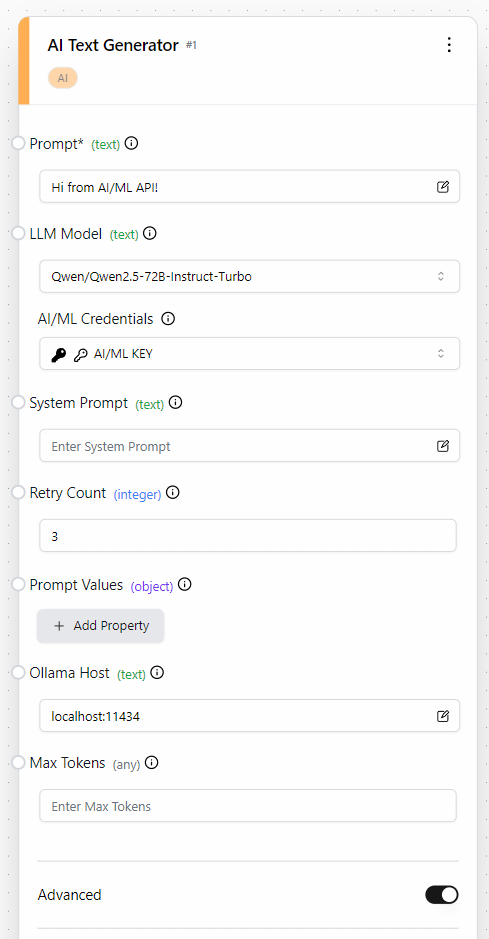 AI Text Generator #1
AI
Prompt* (text)
Hi from AI/ML API!
LLM Model (text)
Qwen/Qwen2.5-72B-Instruct-Turbo
AI/ML Credentials
AI/ML KEY
System Prompt (text)
Enter System Prompt
Retry Count (integer)
3
Prompt Values (object)
+ Add Property
Ollama Host (text)
localhost:11434
Max Tokens (any)
Enter Max Tokens
Advanced